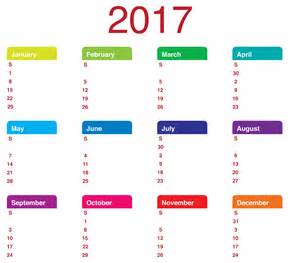 2017
January February March April
S S S S
1 30
8 5 5 2
15 12 12 9
22 19 19 16
29 26 26 23
May June July August
S S S S
30
7 4 2 6
14 11 9 13
21 18 16 20
28 25 23 27
September October November December
S S S S
1 31
3 8 5 3
10 15 12 10
17 22 19 17
24 29 26 24